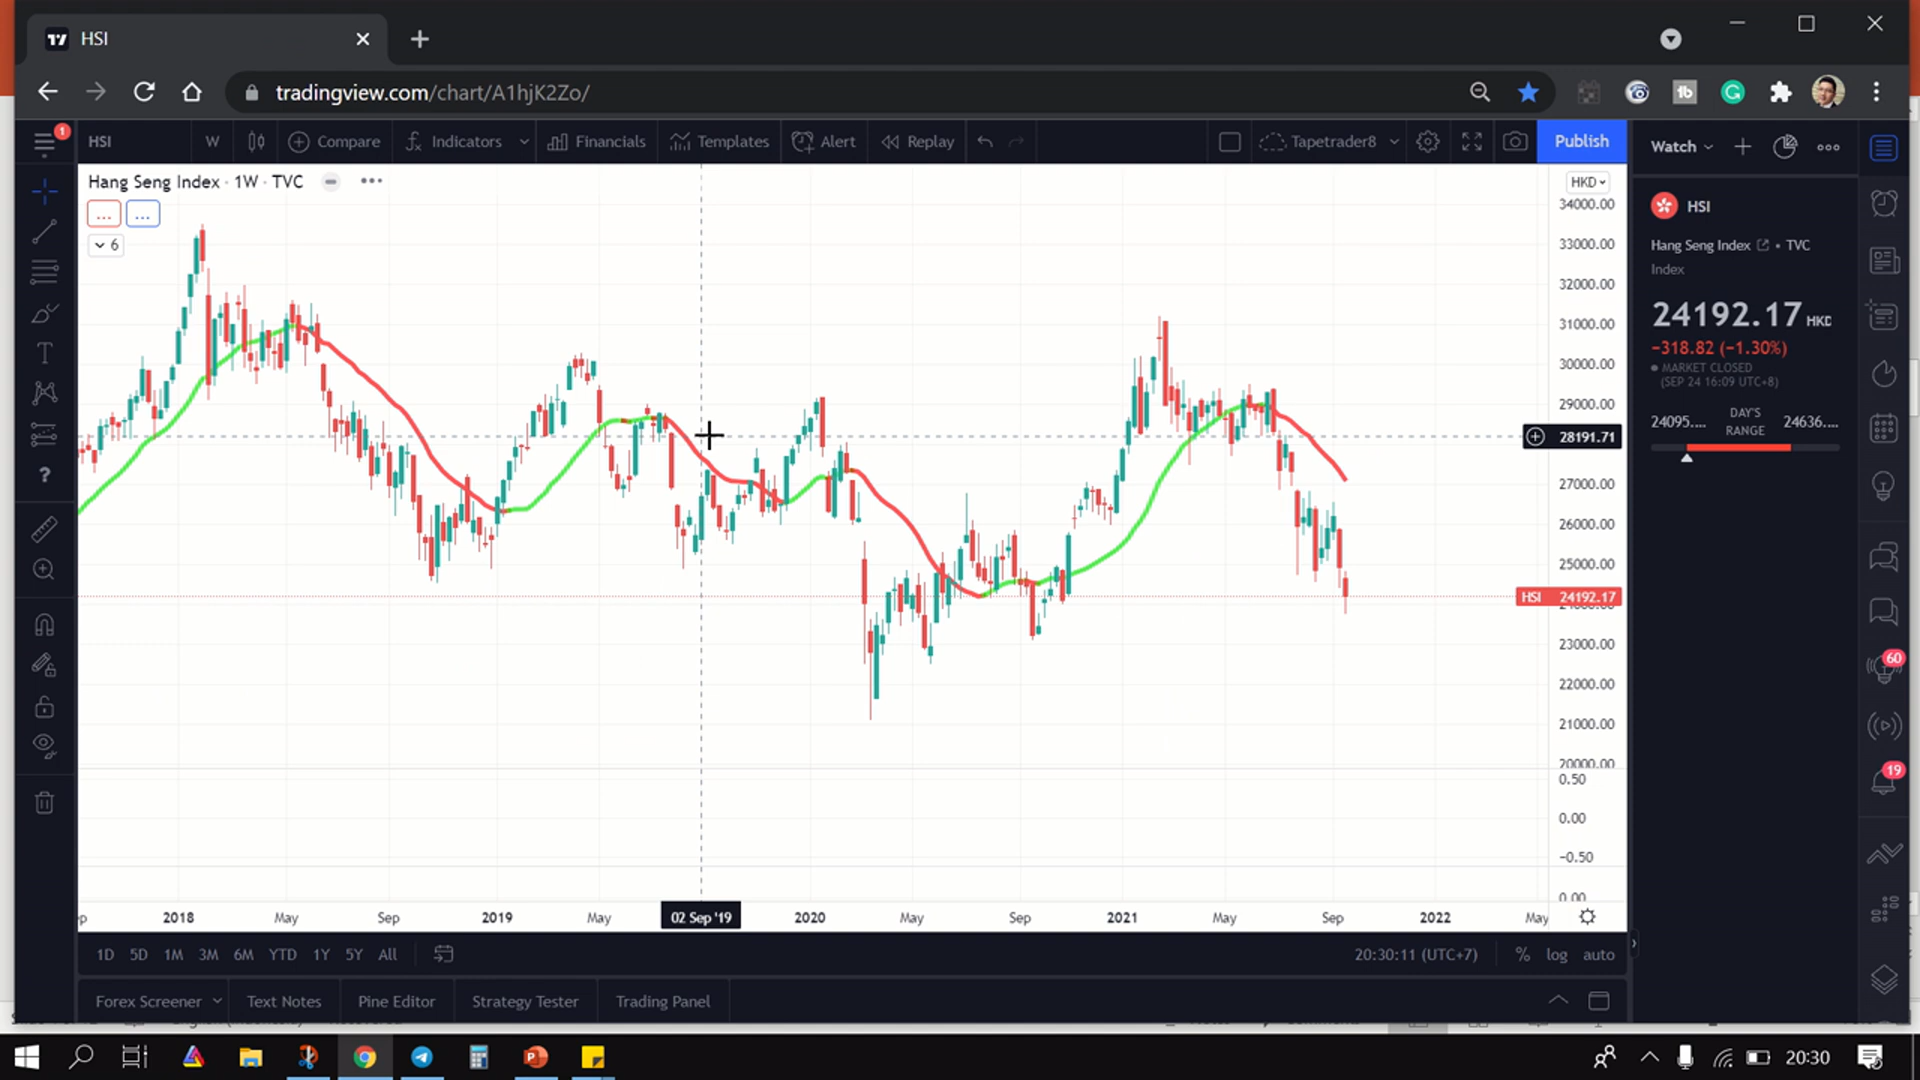 HSI
tradingview.com/chart/A1hjK2Zo/
1
HSI
W
Compare
Indicators
Financials
Templates
Alert
Replay
Tapetrader8
Publish
Watch
Hang Seng Index · 1W · TVC
HKD
...
...
6
34000.00
33000.00
32000.00
31000.00
30000.00
29000.00
28191.71
27000.00
26000.00
25000.00
HSI 24192.17
23000.00
22000.00
21000.00
20000.00
0.50
0.00
−0.50
0.00
2018
May
Sep
2019
May
02 Sep '19
2020
May
Sep
2021
May
Sep
2022
May
HSI
Hang Seng Index • TVC
Index
24192.17 HKD
−318.82 (−1.30%)
MARKET CLOSED
(SEP 24 16:09 UTC+8)
24095.... DAY'S RANGE 24636....
60
19
1D 5D 1M 3M 6M YTD 1Y 5Y All
20:30:11 (UTC+7)
% log auto
Forex Screener
Text Notes
Pine Editor
Strategy Tester
Trading Panel
20:30